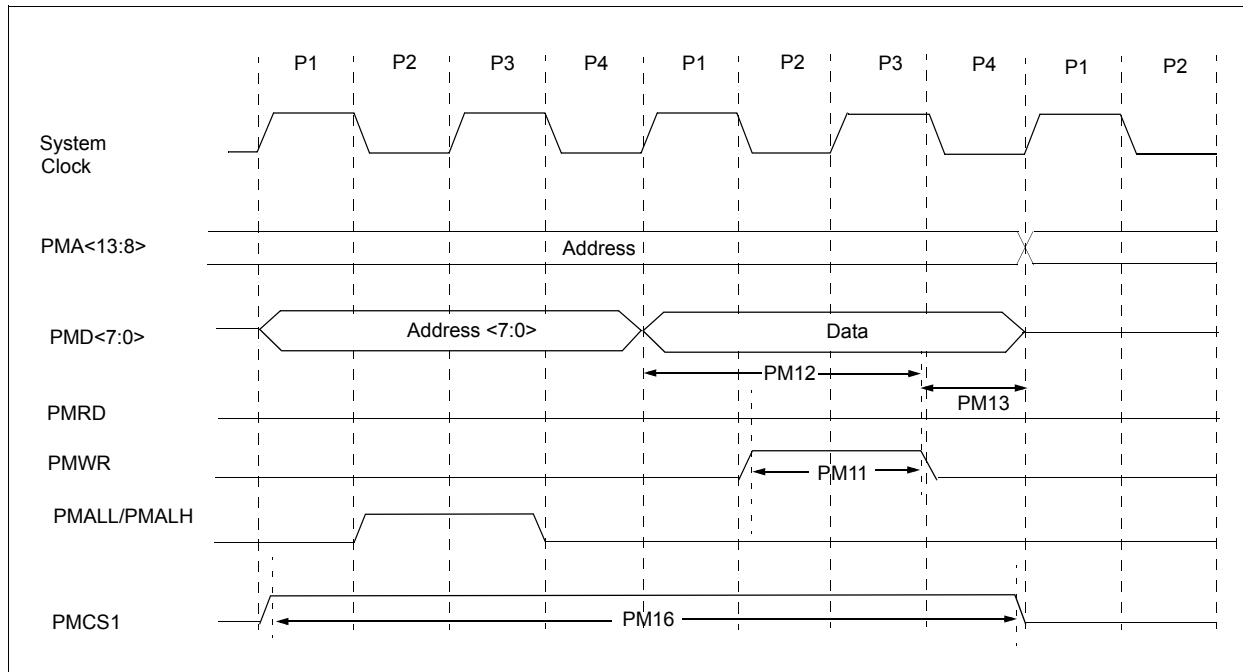 P1 P2 P3 P4 P1 P2 P3 P4 P1 P2
System
Clock
PMA<13:8>
Address
PMD<7:0>
Address <7:0>
Data
PM12
PM13
PMRD
PMWR
PM11
PMALL/PMALH
PMCS1
PM16